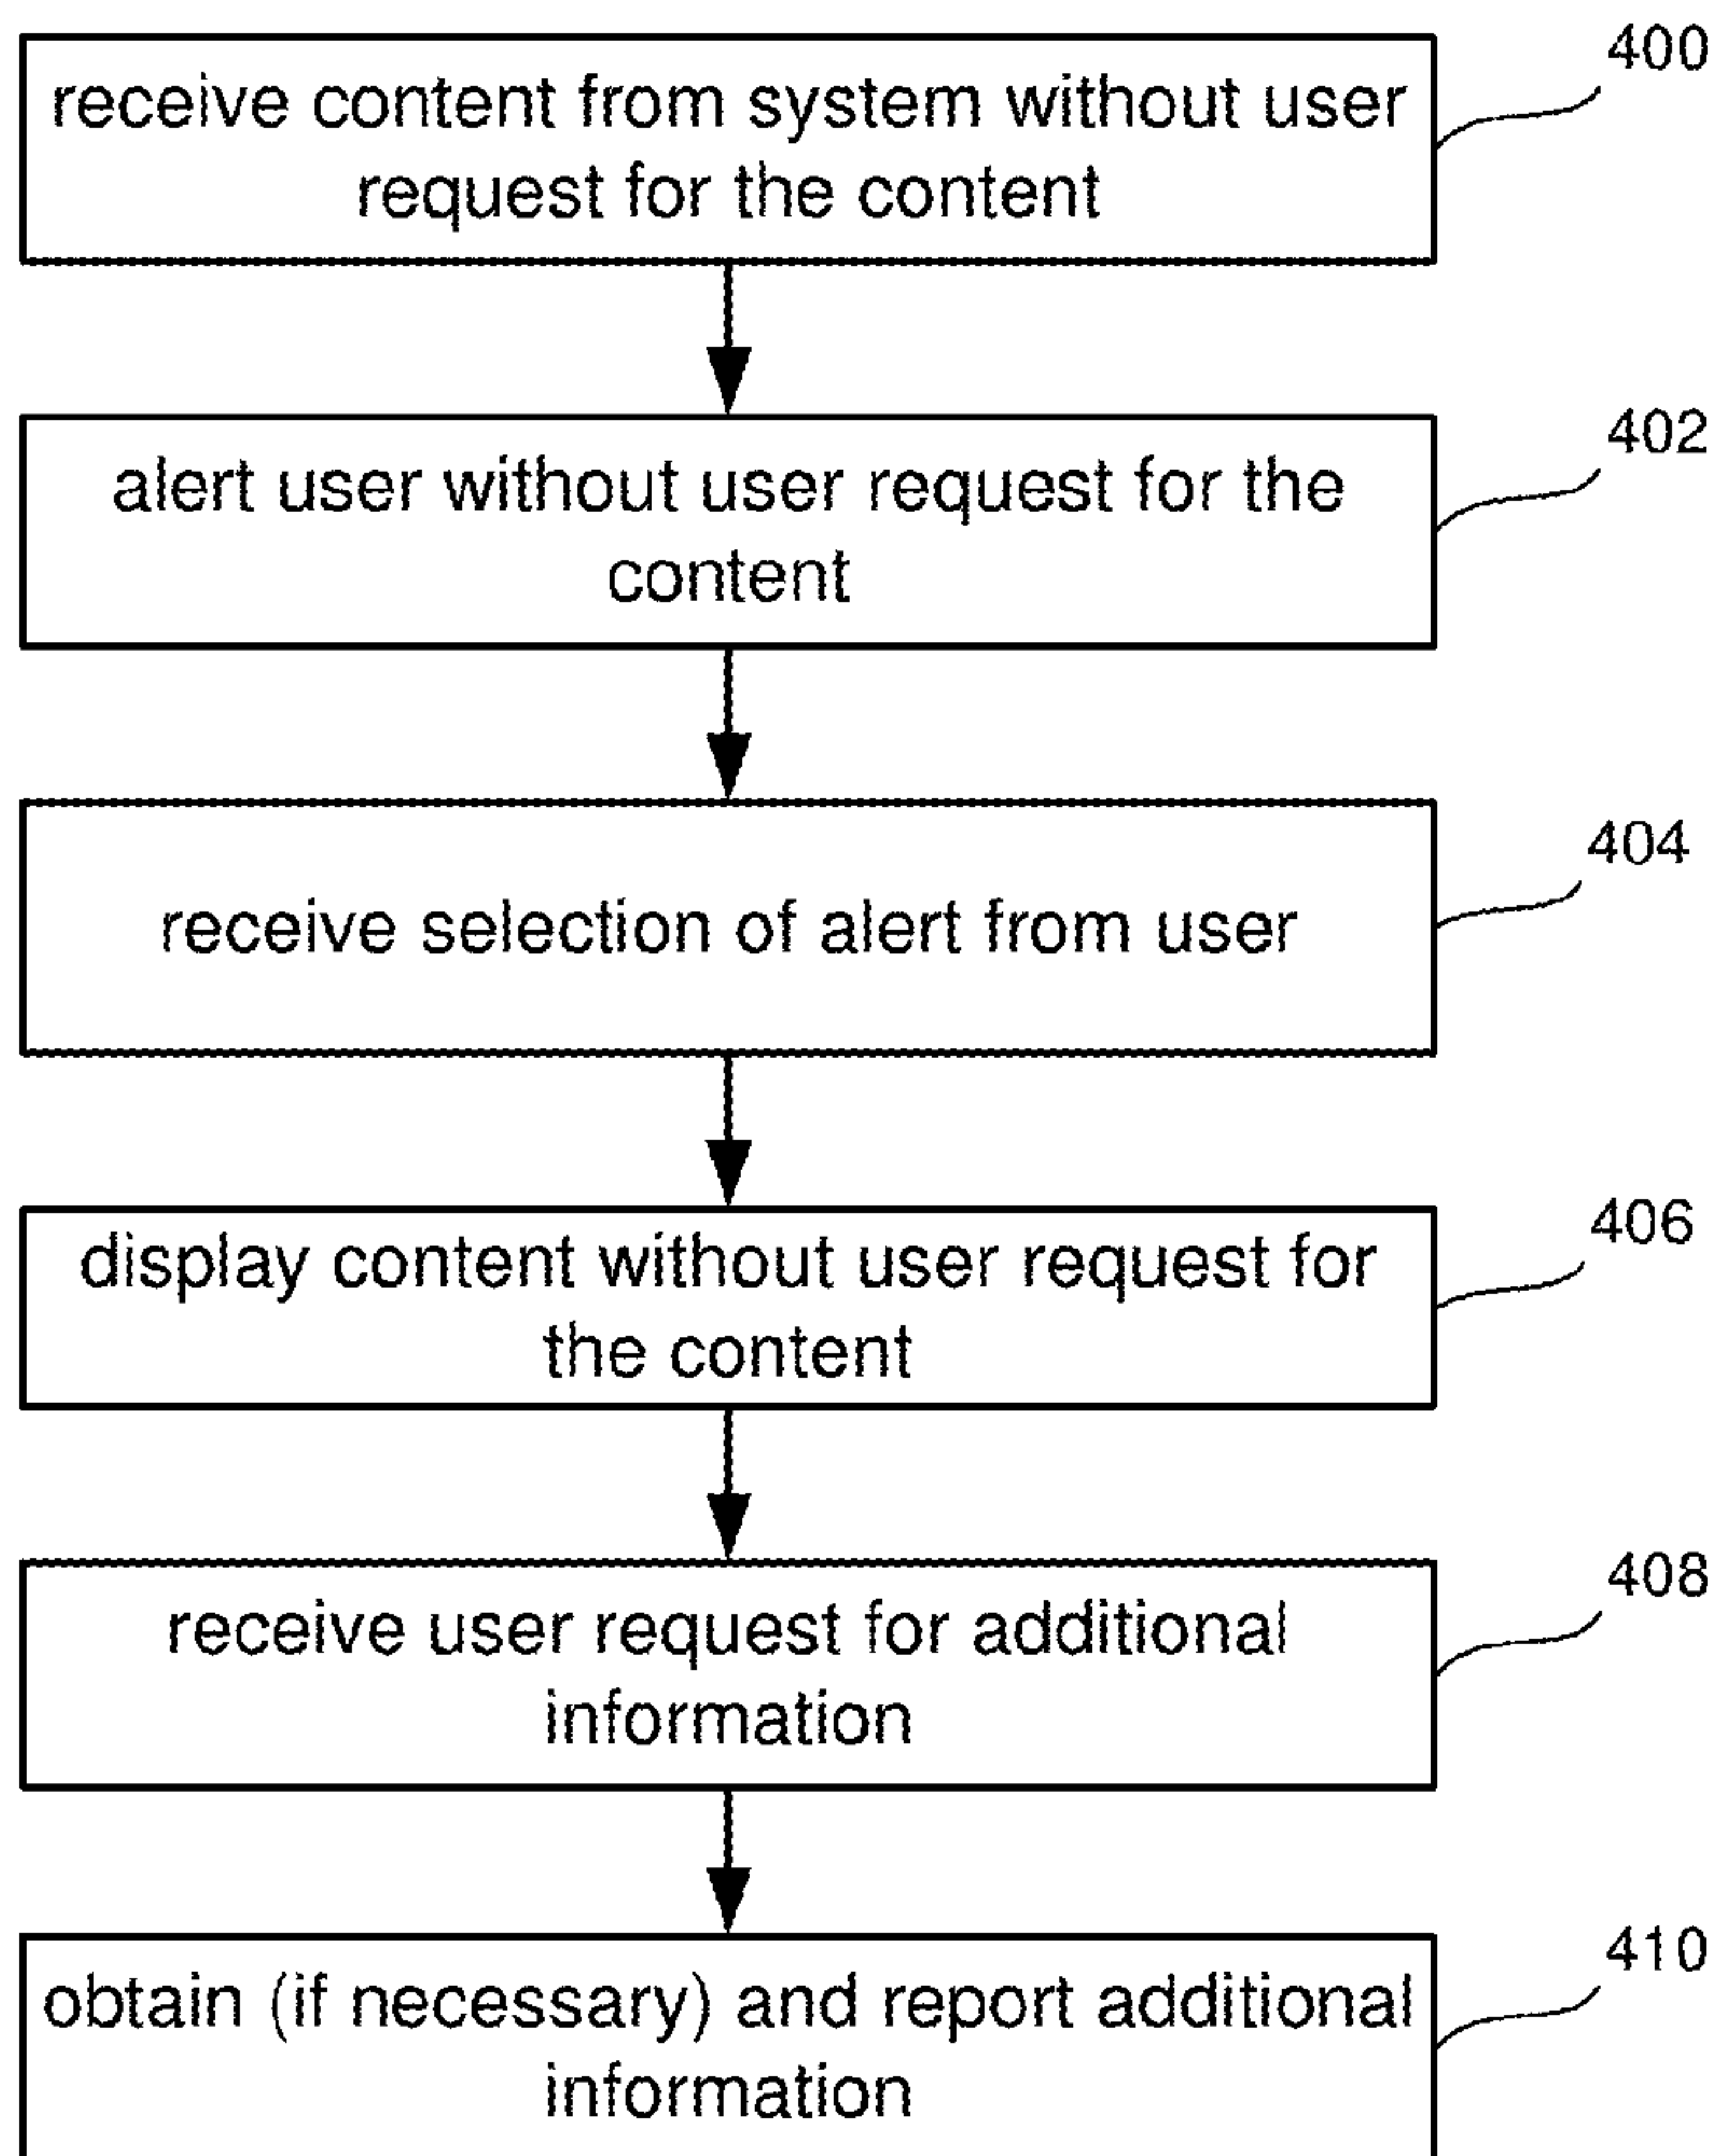 400
receive content from system without user
request for the content
402
alert user without user request for the
content
404
receive selection of alert from user
406
display content without user request for
the content
408
receive user request for additional
information
410
obtain (if necessary) and report additional
information